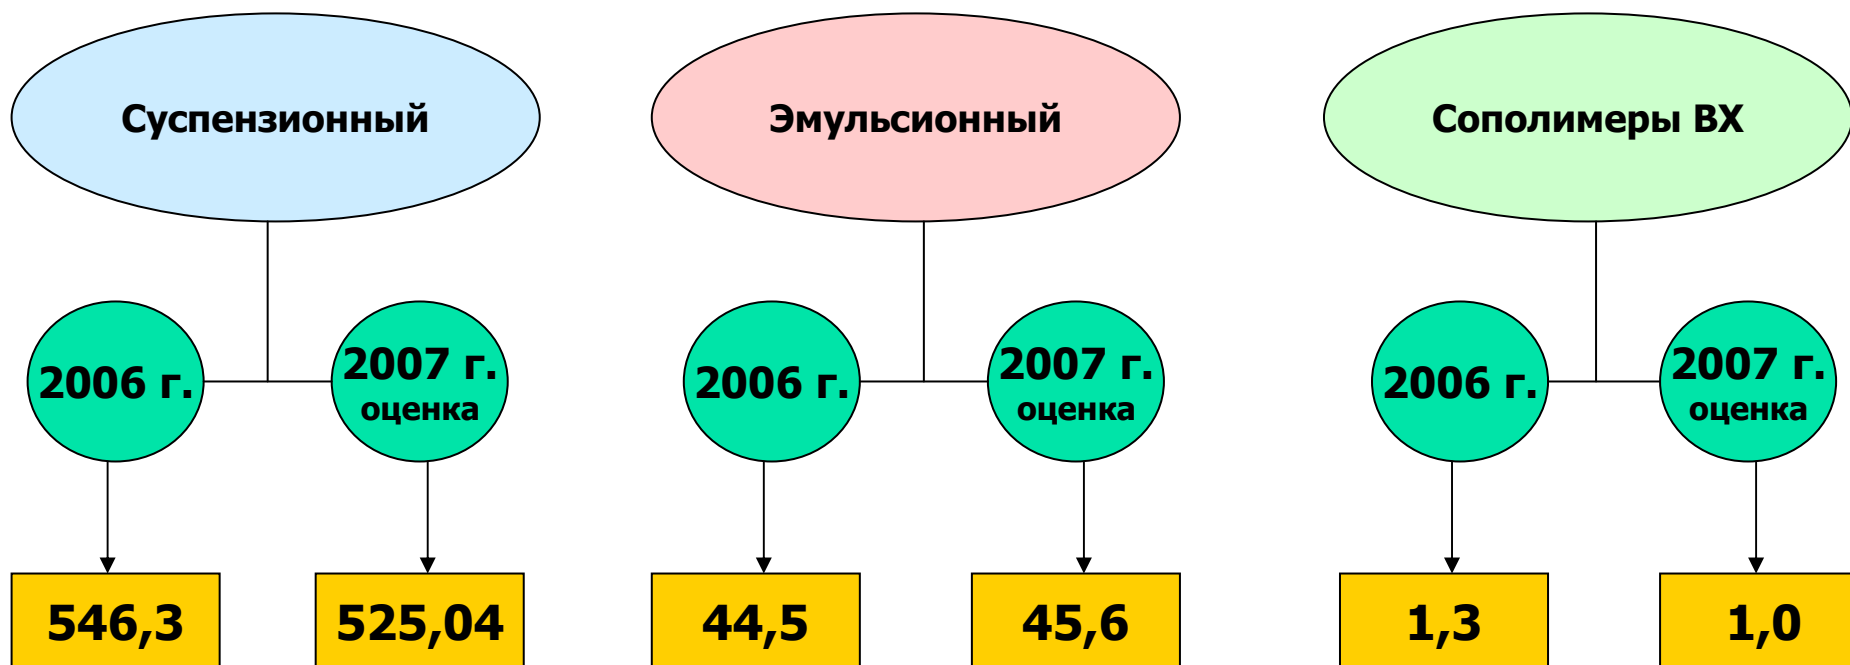 Суспензионный
Эмульсионный
Сополимеры ВХ
2006 г.
2007 г.
оценка
2006 г.
2007 г.
оценка
2006 г.
2007 г.
оценка
546,3
525,04
44,5
45,6
1,3
1,0